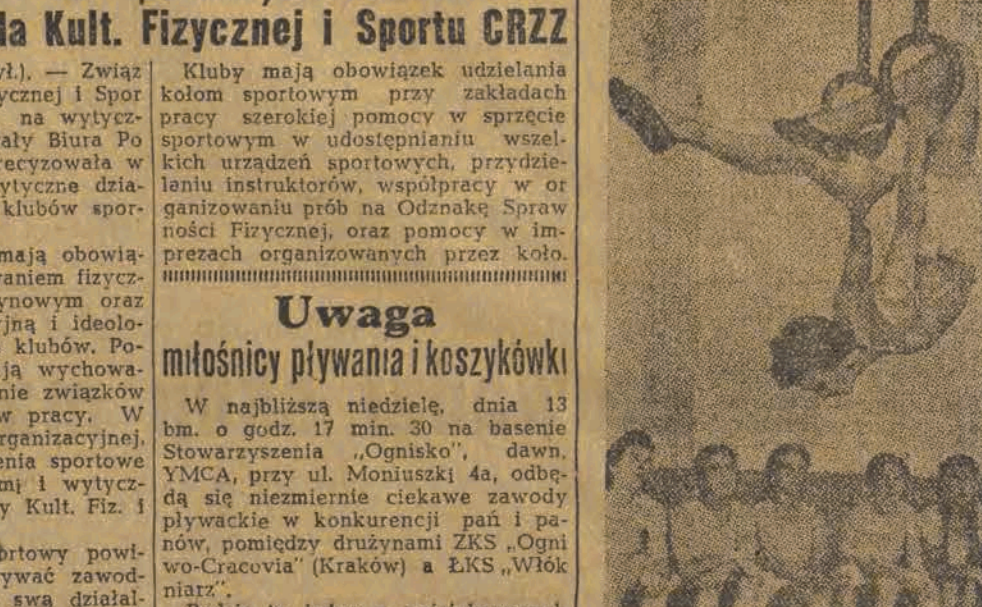 la Kult. Fizycznej i Sportu CRZZ
ył.). — Związ
ycznej i Spor
na wytycz-
ały Biura Po
recyzowała w
ytyczne dzia-
klubów spor-
mają obowią-
aniem fizycz-
ynowym oraz
yjną i ideolo-
klubów. Po-
ją wychowa-
nie związków
w pracy. W
rganizacyjnej,
enia sportowe
mi i wytycz-
y Kult. Fiz. i
ortowy powi-
ywać zawod-
swą działal-
Kluby mają obowiązek udzielania
kołom sportowym przy zakładach
pracy szerokiej pomocy w sprzęcie
sportowym w udostępnianiu wszel-
kich urządzeń sportowych, przydzie-
laniu instruktorów, współpracy w or
ganizowaniu prób na Odznakę Spraw
ności Fizycznej, oraz pomocy w im-
prezach organizowanych przez koło.
Uwaga
miłośnicy pływania i koszykówki
W najbliższą niedzielę, dnia 13
bm. o godz. 17 min. 30 na basenie
Stowarzyszenia „Ognisko", dawn.
YMCA, przy ul. Moniuszki 4a, odbę-
dą się niezmiernie ciekawe zawody
pływackie w konkurencji pań i pa-
nów, pomiędzy drużynami ZKS „Ogni
wo-Cracovia" (Kraków) a ŁKS „Włók
niarz".